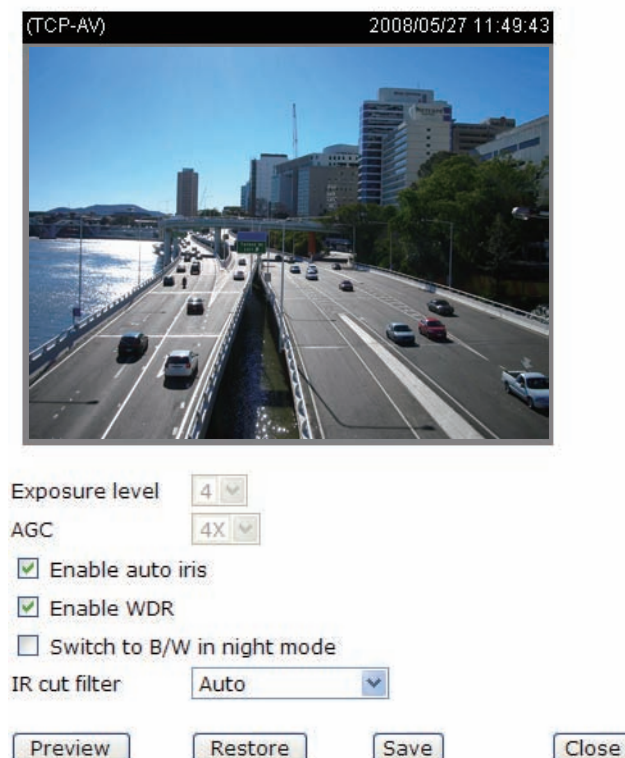 (TCP-AV) 2008/05/27 11:49:43
Exposure level 4
AGC 4X
Enable auto iris
Enable WDR
Switch to B/W in night mode
IR cut filter Auto
Preview Restore Save Close